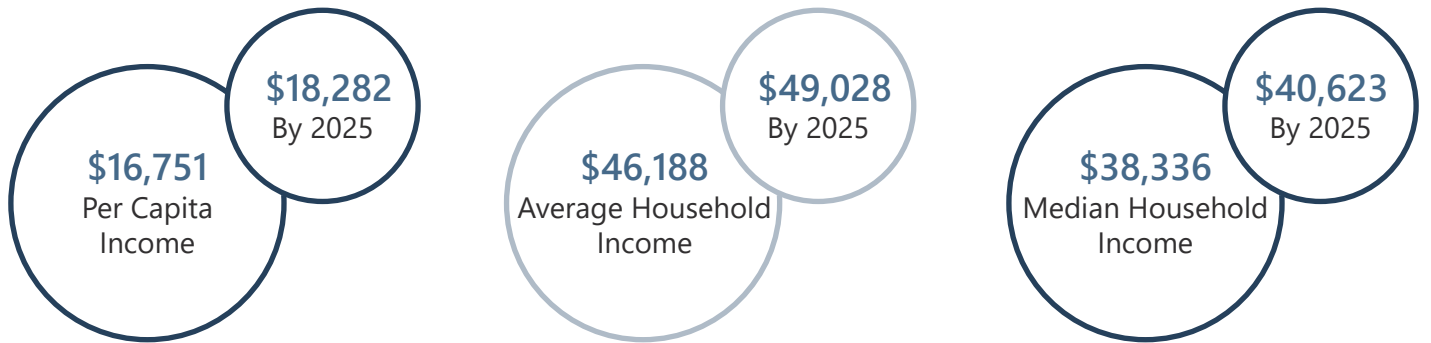 $16,751
Per Capita
Income
$18,282
By 2025
$46,188
Average Household
Income
$49,028
By 2025
$38,336
Median Household
Income
$40,623
By 2025